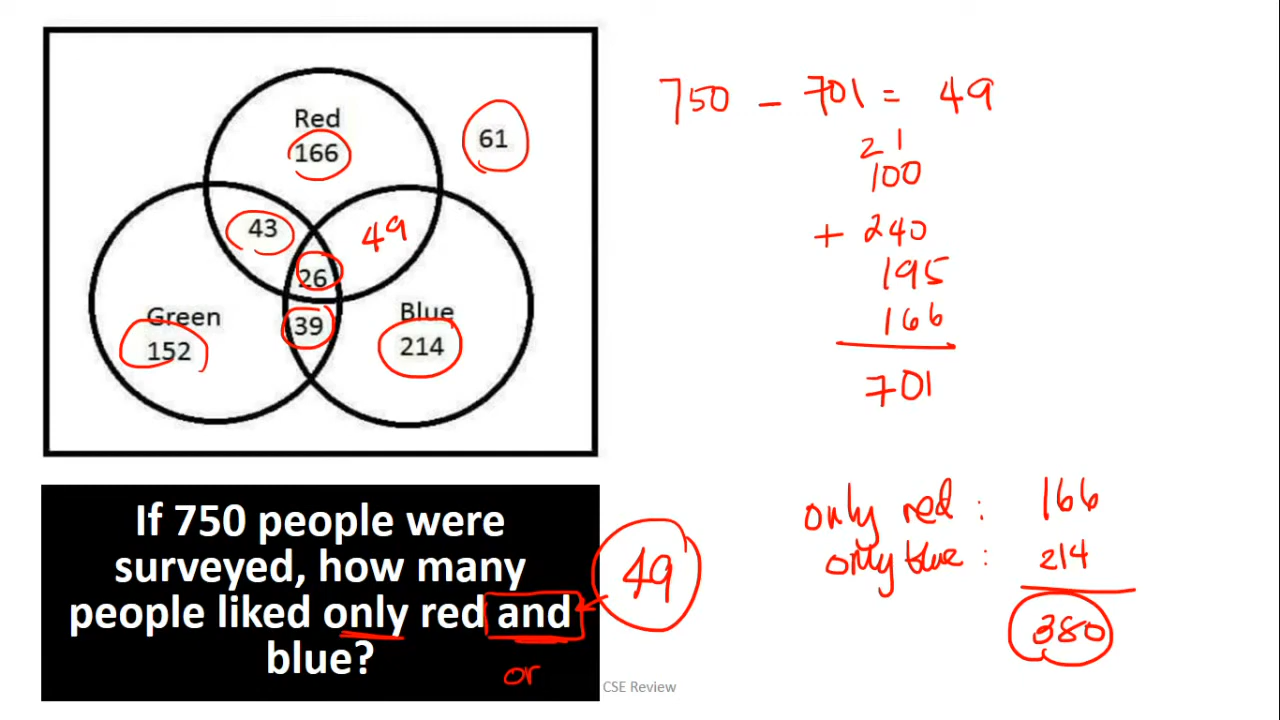 Red
166
61
43
49
26
Green
152
39
Blue
214
750 - 701 = 49
21
100
+ 240
195
166
701
If 750 people were
surveyed, how many
people liked only red and
blue?
or
49
only red : 166
only blue : 214
380
CSE Review